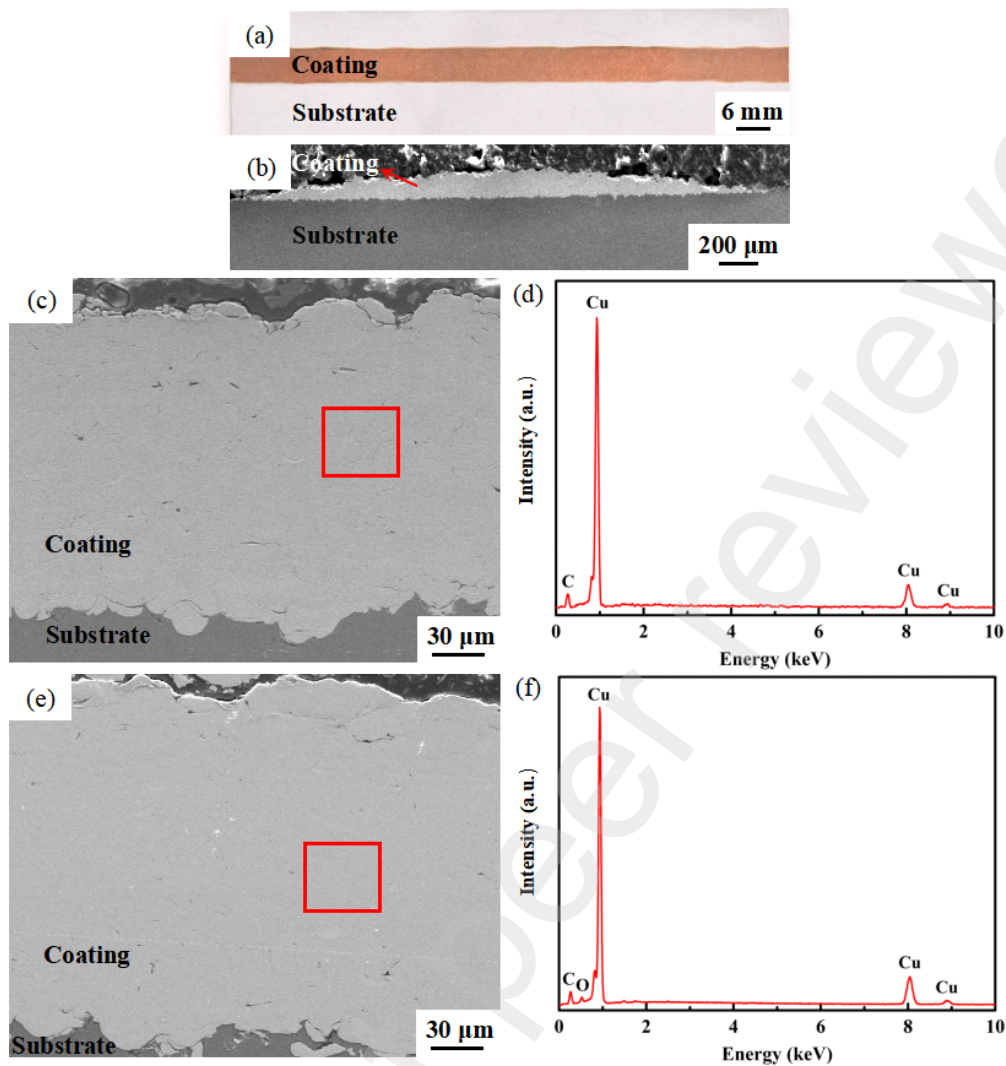 (a)
Coating
Substrate
6 mm
(b)
Coating
Substrate
200 μm
(c)
Coating
Substrate
30 μm
(d)
Cu
C
Cu
Cu
Intensity (a.u.)
0 2 4 6 8 10
Energy (keV)
(e)
Coating
Substrate
30 μm
(f)
Cu
C O
Cu
Cu
Intensity (a.u.)
0 2 4 6 8 10
Energy (keV)
peer review